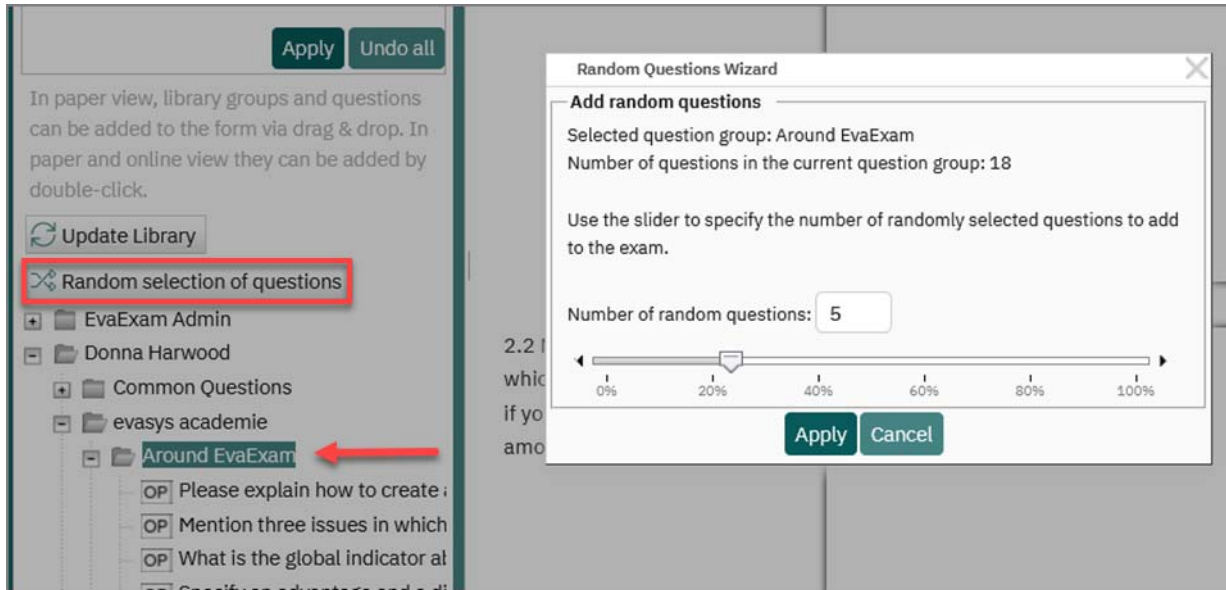 Apply Undo all
In paper view, library groups and questions
can be added to the form via drag & drop. In
paper and online view they can be added by
double-click.
Update Library
Random selection of questions
EvaExam Admin
Donna Harwood
Common Questions
evasys academie
Around EvaExam
OP Please explain how to create
OP Mention three issues in which
OP What is the global indicator
2.2
if yo
Random Questions Wizard
Add random questions
Selected question group: Around EvaExam
Number of questions in the current question group: 18
Use the slider to specify the number of randomly selected questions to add
to the exam.
Number of random questions: 5
0% 20% 40% 60% 80% 100%
Apply Cancel